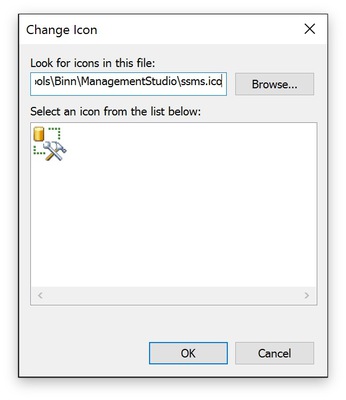 Change Icon
Look for icons in this file:
ols\Binn\ManagementStudio\ssms.ico
Browse...
Select an icon from the list below:
OK
Cancel